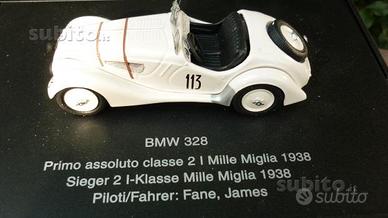 subito.it
subito.it
113
BMW 328
Primo assoluto classe 2 l Mille Miglia 1938
Sieger 2 l-Klasse Mille Miglia 1938
Piloti/Fahrer: Fane, James
subito